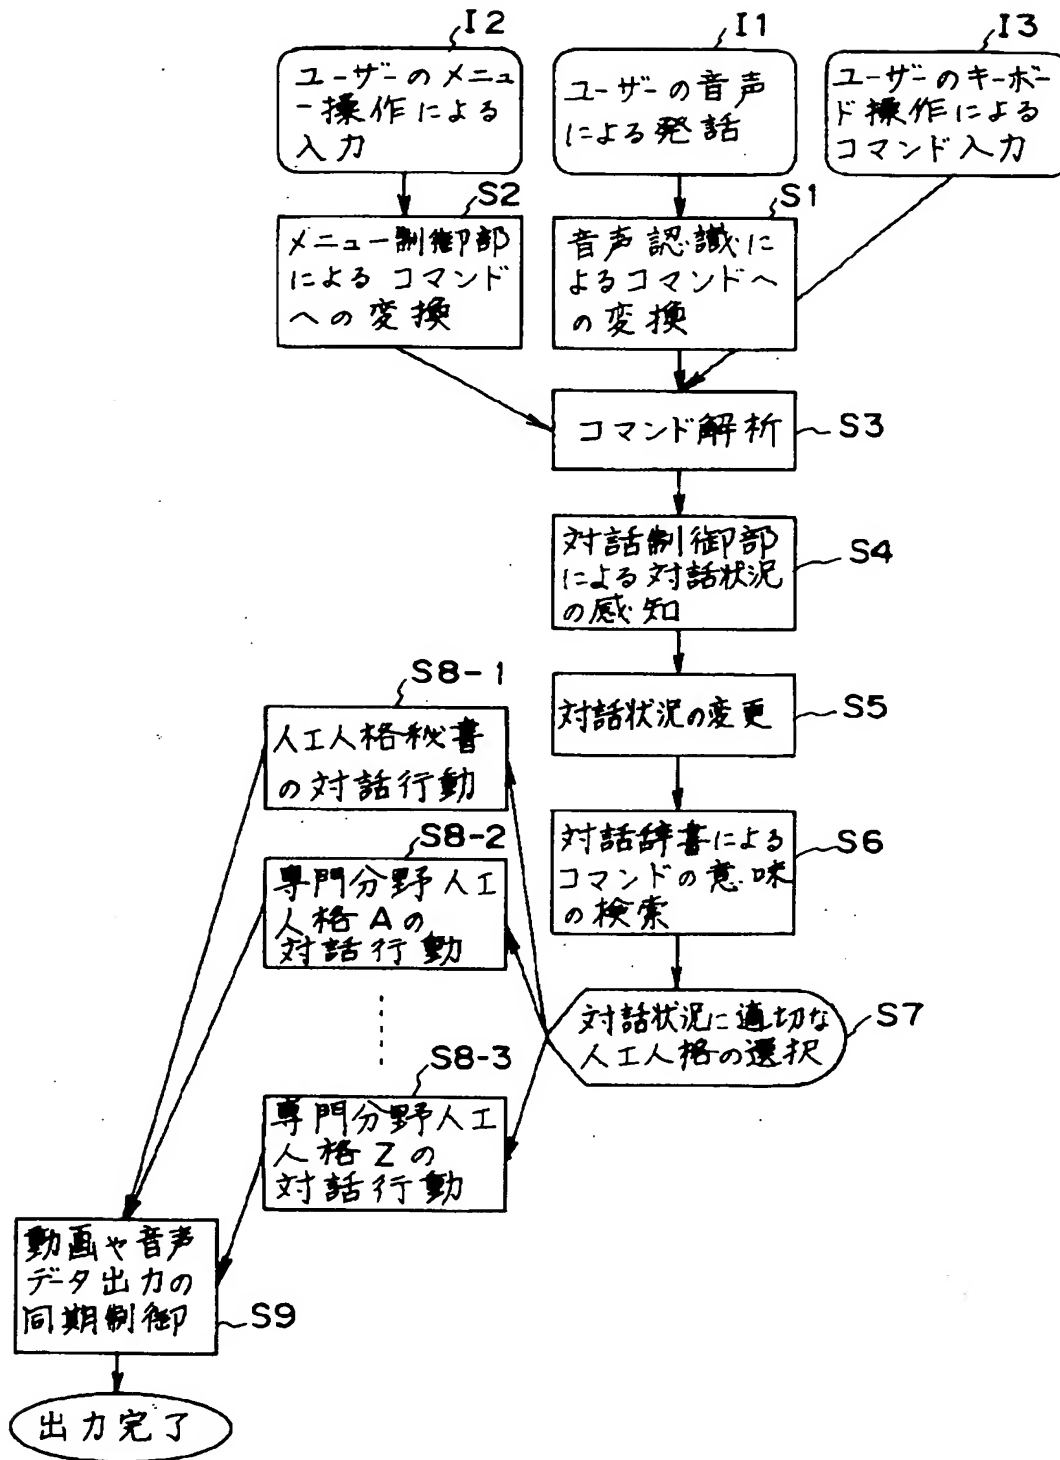 I2
ユーザーのメニュ
ー操作による
入力
I1
ユーザーの音声
による発話
I3
ユーザーのキーボー
ド操作による
コマンド入力
S2
メニュー制御部
によるコマンド
への変換
S1
音声認識に
よるコマンドへ
の変換
コマンド解析
S3
対話制御部
による対話状況
の感知
S4
対話状況の変更
S5
対話辞書による
コマンドの意味
の検索
S6
対話状況に適切な
人工人格の選択
S7
S8-1
人工人格秘書
の対話行動
S8-2
専門分野人工
人格Aの
対話行動
S8-3
専門分野人工
人格Zの
対話行動
動画や音声
データ出力の
同期制御
S9
出力完了